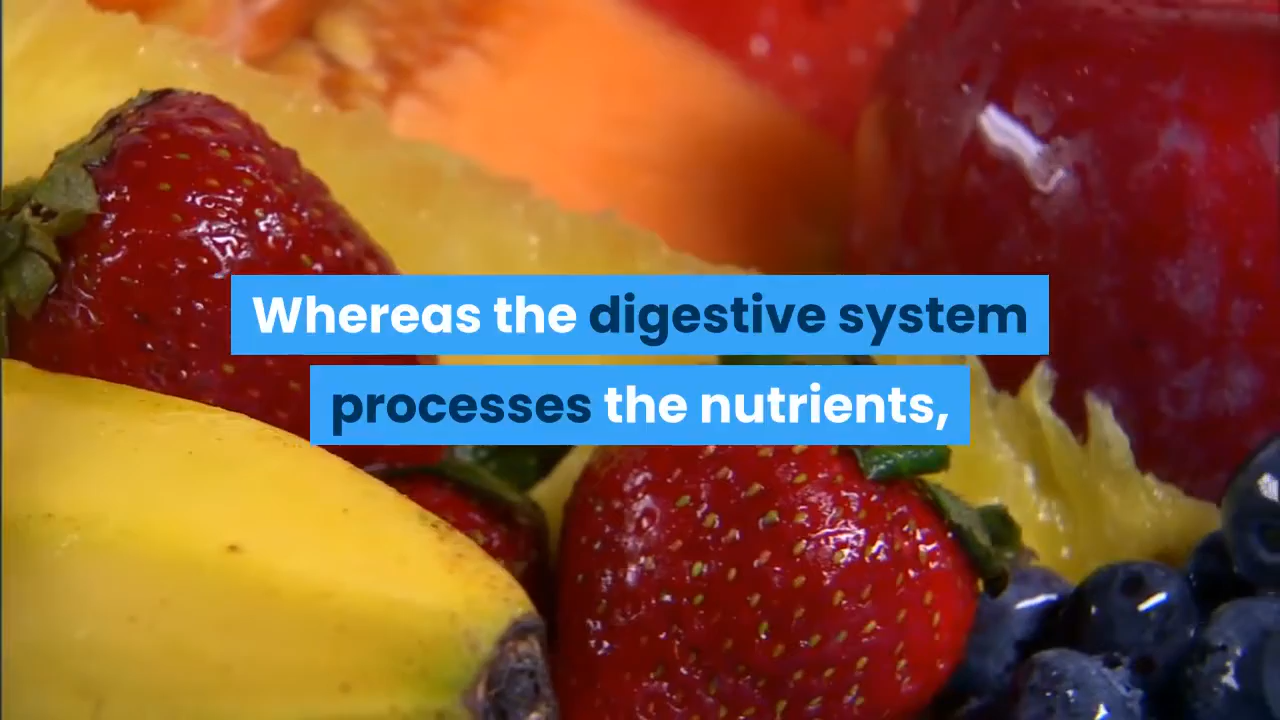 Whereas the digestive system
processes the nutrients,